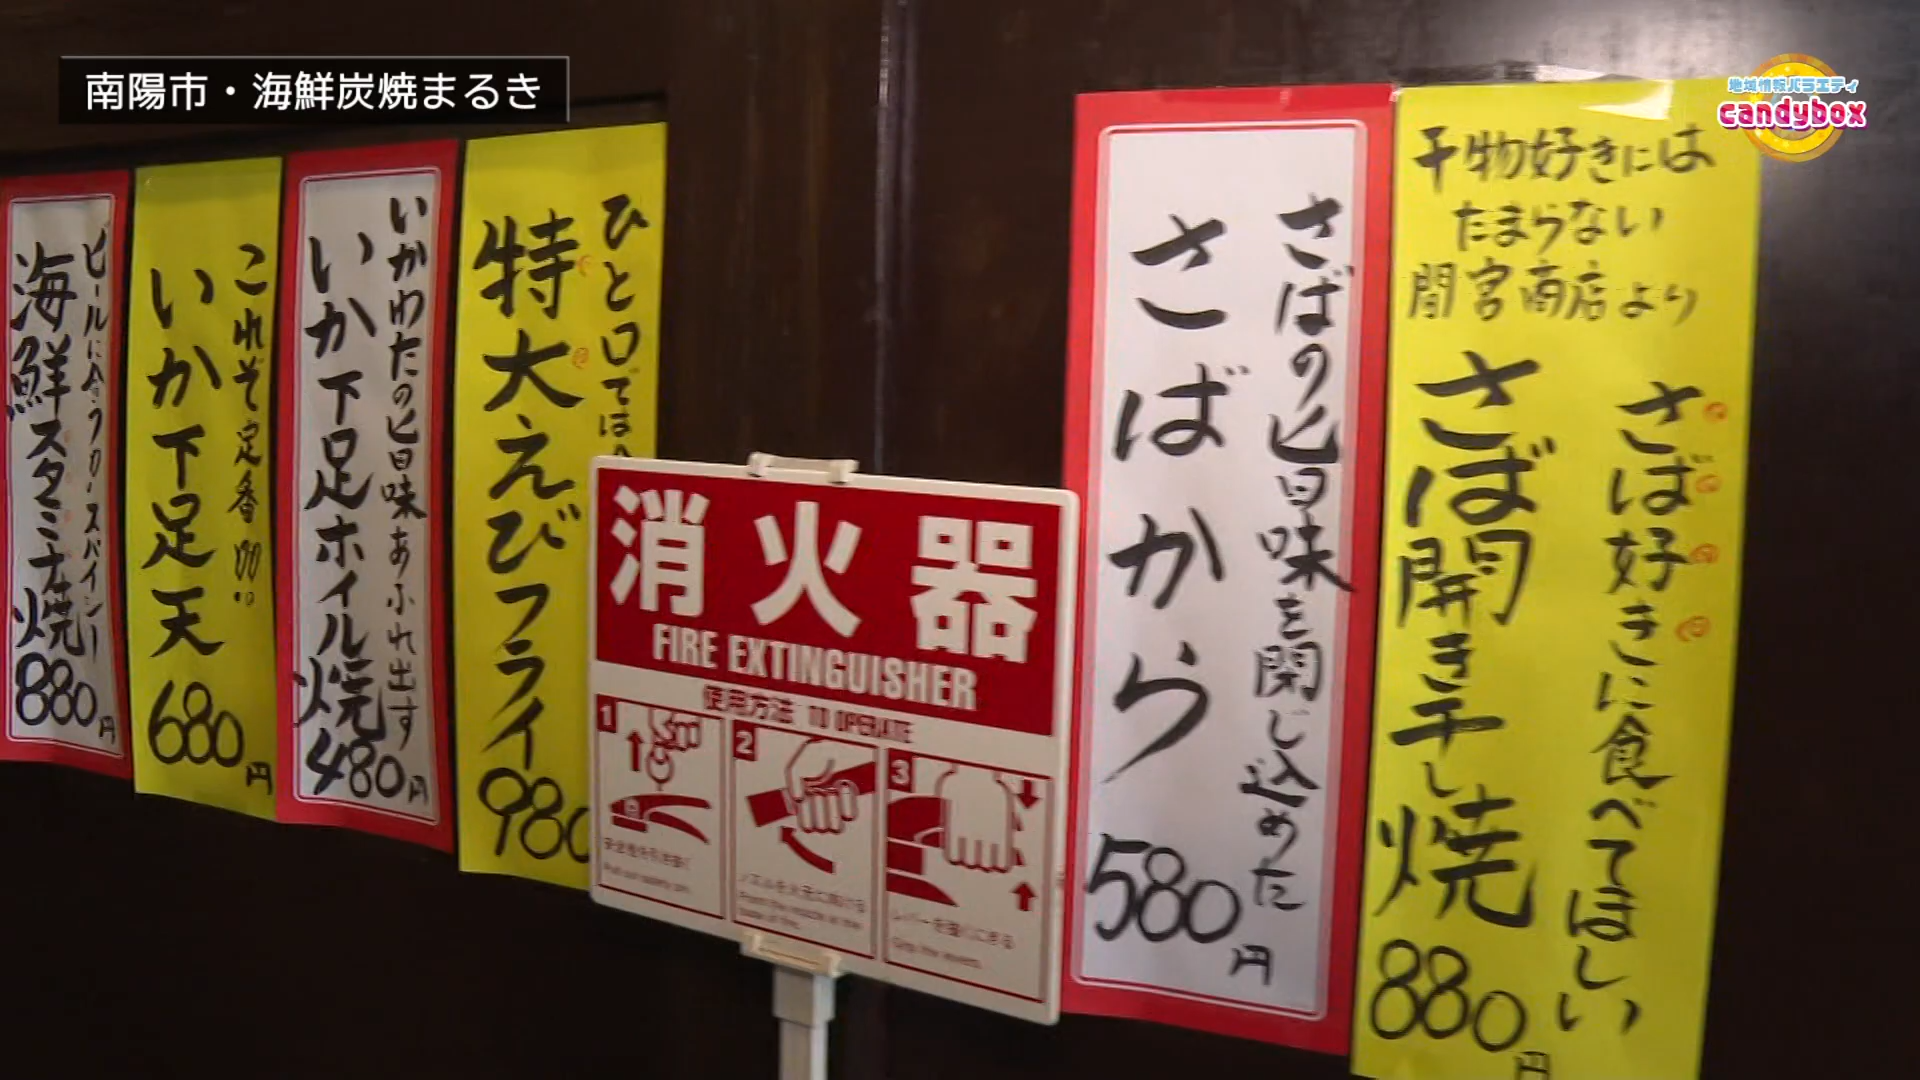 南陽市・海鮮炭焼まるき
地域情報バラエティ
candybox
干物好きには
たまらない
間宮商店より
さば好きに食べてほしい
さば開き干し焼
880円
さばの旨味を閉じ込めた
さばから
580円
ひと口では
特大えびフライ
980
いかわたの旨味あふれ出す
いか下足ホイル焼
480円
これぞ定番!!!
いか下足天
680円
ビールに合う
スパイシー
海鮮スタミナ焼
880円
消火器
FIRE EXTINGUISHER
使用方法 TO OPERATE
1
2
3